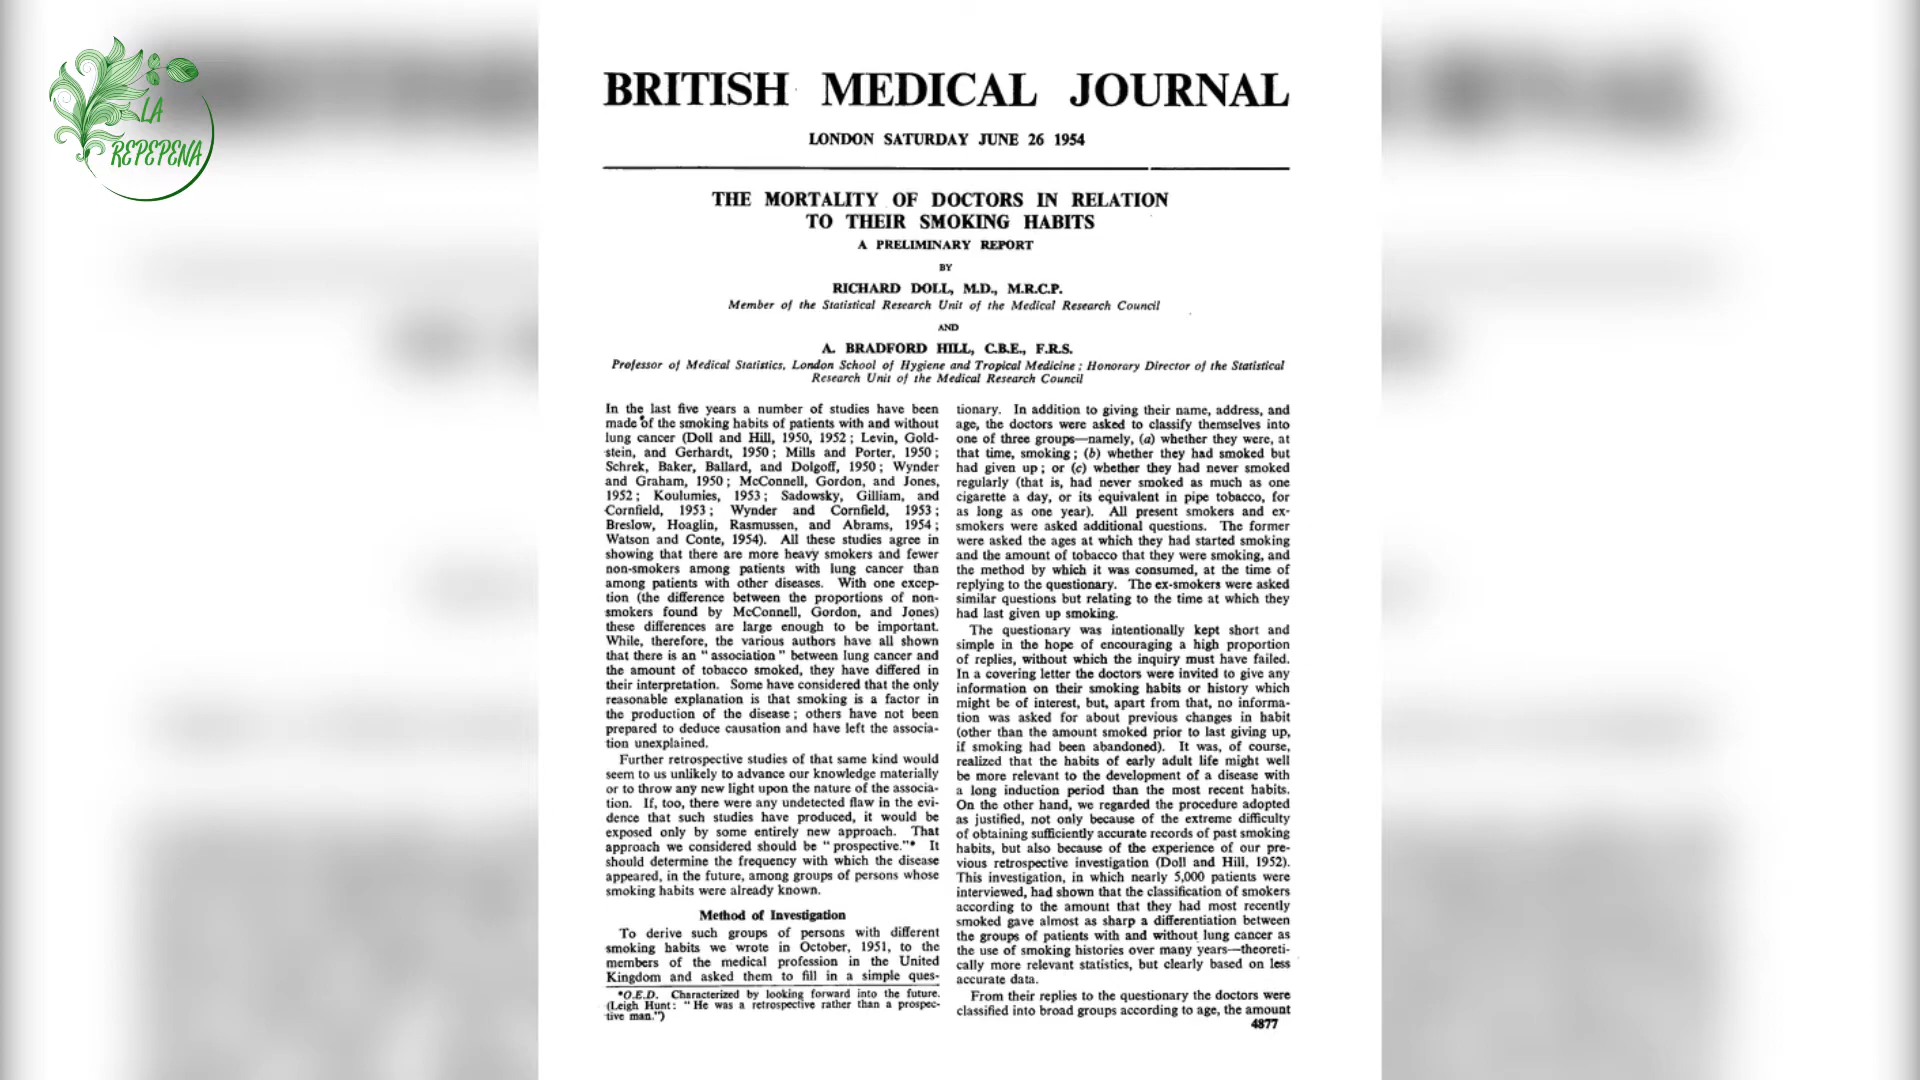 LA
REPEPENA
BRITISH MEDICAL JOURNAL
LONDON SATURDAY JUNE 26 1954
THE MORTALITY OF DOCTORS IN RELATION
TO THEIR SMOKING HABITS
A PRELIMINARY REPORT
BY
RICHARD DOLL, M.D., M.R.C.P.
Member of the Statistical Research Unit of the Medical Research Council
AND
A. BRADFORD HILL, C.B.E., F.R.S.
Professor of Medical Statistics, London School of Hygiene and Tropical Medicine; Honorary Director of the Statistical
Research Unit of the Medical Research Council
In the last five years a number of studies have been
made of the smoking habits of patients with and without
lung cancer (Doll and Hill, 1950, 1952; Levin, Gold-
stein, and Gerhardt, 1950; Mills and Porter, 1950;
Schrek, Baker, Ballard, and Dolgoff, 1950; Wynder
and Graham, 1950; McConnell, Gordon, and Jones,
1952; Koulumies, 1953; Sadowsky, Gilliam, and
Cornfield, 1953; Wynder and Cornfield, 1953;
Breslow, Hoaglin, Rasmussen, and Abrams, 1954;
Watson and Conte, 1954). All these studies agree in
showing that there are more heavy smokers and fewer
non-smokers among patients with lung cancer than
among patients with other diseases. With one excep-
tion (the difference between the proportions of non-
smokers found by McConnell, Gordon, and Jones)
these differences are large enough to be important.
While, therefore, the various authors have all shown
that there is an "association" between lung cancer and
the amount of tobacco smoked, they have differed in
their interpretation. Some have considered that the only
reasonable explanation is that smoking is a factor in
the production of the disease; others have not been
prepared to deduce causation and have left the associa-
tion unexplained.
Further retrospective studies of that same kind would
seem to us unlikely to advance our knowledge materially
or to throw any new light upon the nature of the associa-
tion. If, too, there were any undetected flaw in the evi-
dence that such studies have produced, it would be
exposed only by some entirely new approach. That
approach we considered should be "prospective."* It
should determine the frequency with which the disease
appeared, in the future, among groups of persons whose
smoking habits were already known.
Method of Investigation
To derive such groups of persons with different
smoking habits we wrote in October, 1951, to the
members of the medical profession in the United
Kingdom and asked them to fill in a simple ques-
*O.E.D. Characterized by looking forward into the future.
(Leigh Hunt: "He was a retrospective rather than a prospec-
tive man.")
tionary. In addition to giving their name, address, and
age, the doctors were asked to classify themselves into
one of three groups—namely, (a) whether they were, at
that time, smoking; (b) whether they had smoked but
had given up; or (c) whether they had never smoked
regularly (that is, had never smoked as much as one
cigarette a day, or its equivalent in pipe tobacco, for
as long as one year). All present smokers and ex-
smokers were asked additional questions. The former
were asked the ages at which they had started smoking
and the amount of tobacco that they were smoking, and
the method by which it was consumed, at the time of
replying to the questionary. The ex-smokers were asked
similar questions but relating to the time at which they
had last given up smoking.
The questionary was intentionally kept short and
simple in the hope of encouraging a high proportion
of replies, without which the inquiry must have failed.
In a covering letter the doctors were invited to give any
information on their smoking habits or history which
might be of interest, but, apart from that, no informa-
tion was asked for about previous changes in habit
(other than the amount smoked prior to last giving up,
if smoking had been abandoned). It was, of course,
realized that the habits of early adult life might well
be more relevant to the development of a disease with
a long induction period than the most recent habits.
On the other hand, we regarded the procedure adopted
as justified, not only because of the extreme difficulty
of obtaining sufficiently accurate records of past smoking
habits, but also because of the experience of our pre-
vious retrospective investigation (Doll and Hill, 1952).
This investigation, in which nearly 5,000 patients were
interviewed, had shown that the classification of smokers
according to the amount that they had most recently
smoked gave almost as sharp a differentiation between
the groups of patients with and without lung cancer as
the use of smoking histories over many years—theoreti-
cally more relevant statistics, but clearly based on less
accurate data.
From their replies to the questionary the doctors were
classified into broad groups according to age, the amount
4877